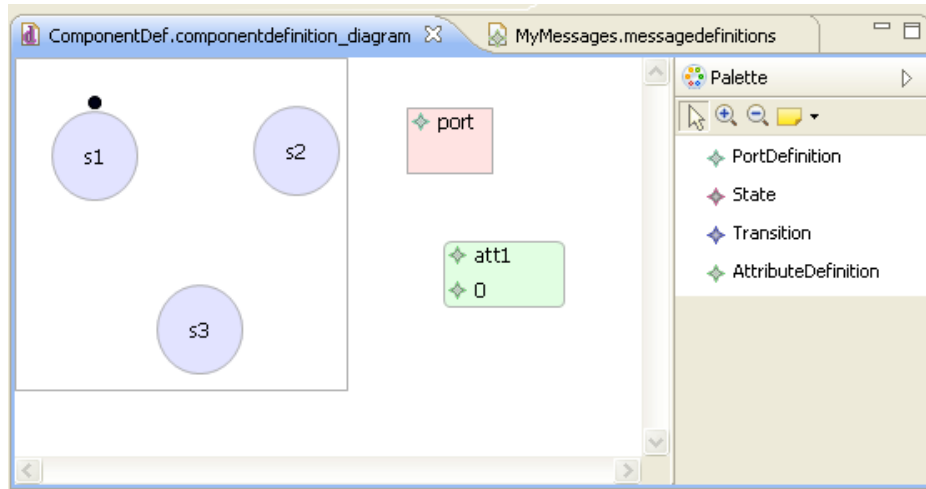 ComponentDef.componentdefinition_diagram
MyMessages.messagedefinitions
Palette
s1
s2
s3
port
att1
0
PortDefinition
State
Transition
AttributeDefinition